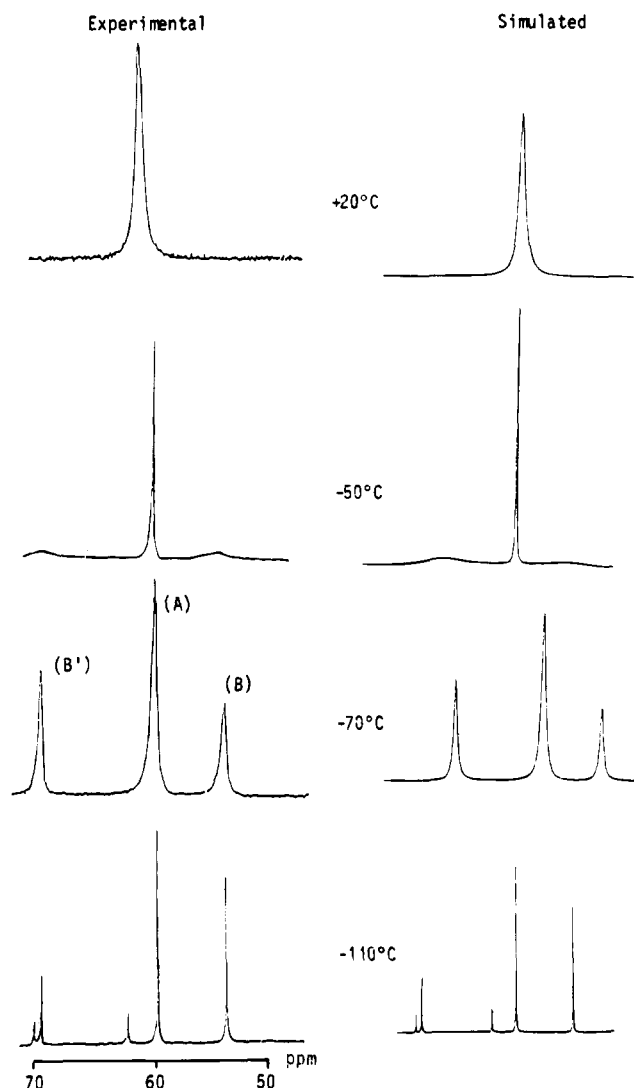 Experimental
Simulated
+20°C
-50°C
(A)
(B')
(B)
-70°C
-110°C
70
60
50
ppm